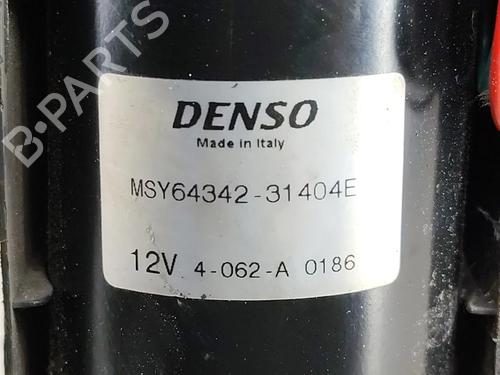 B-PARTS
DENSO
Made in Italy
MSY64342-31404E
12V 4-062-A 0186